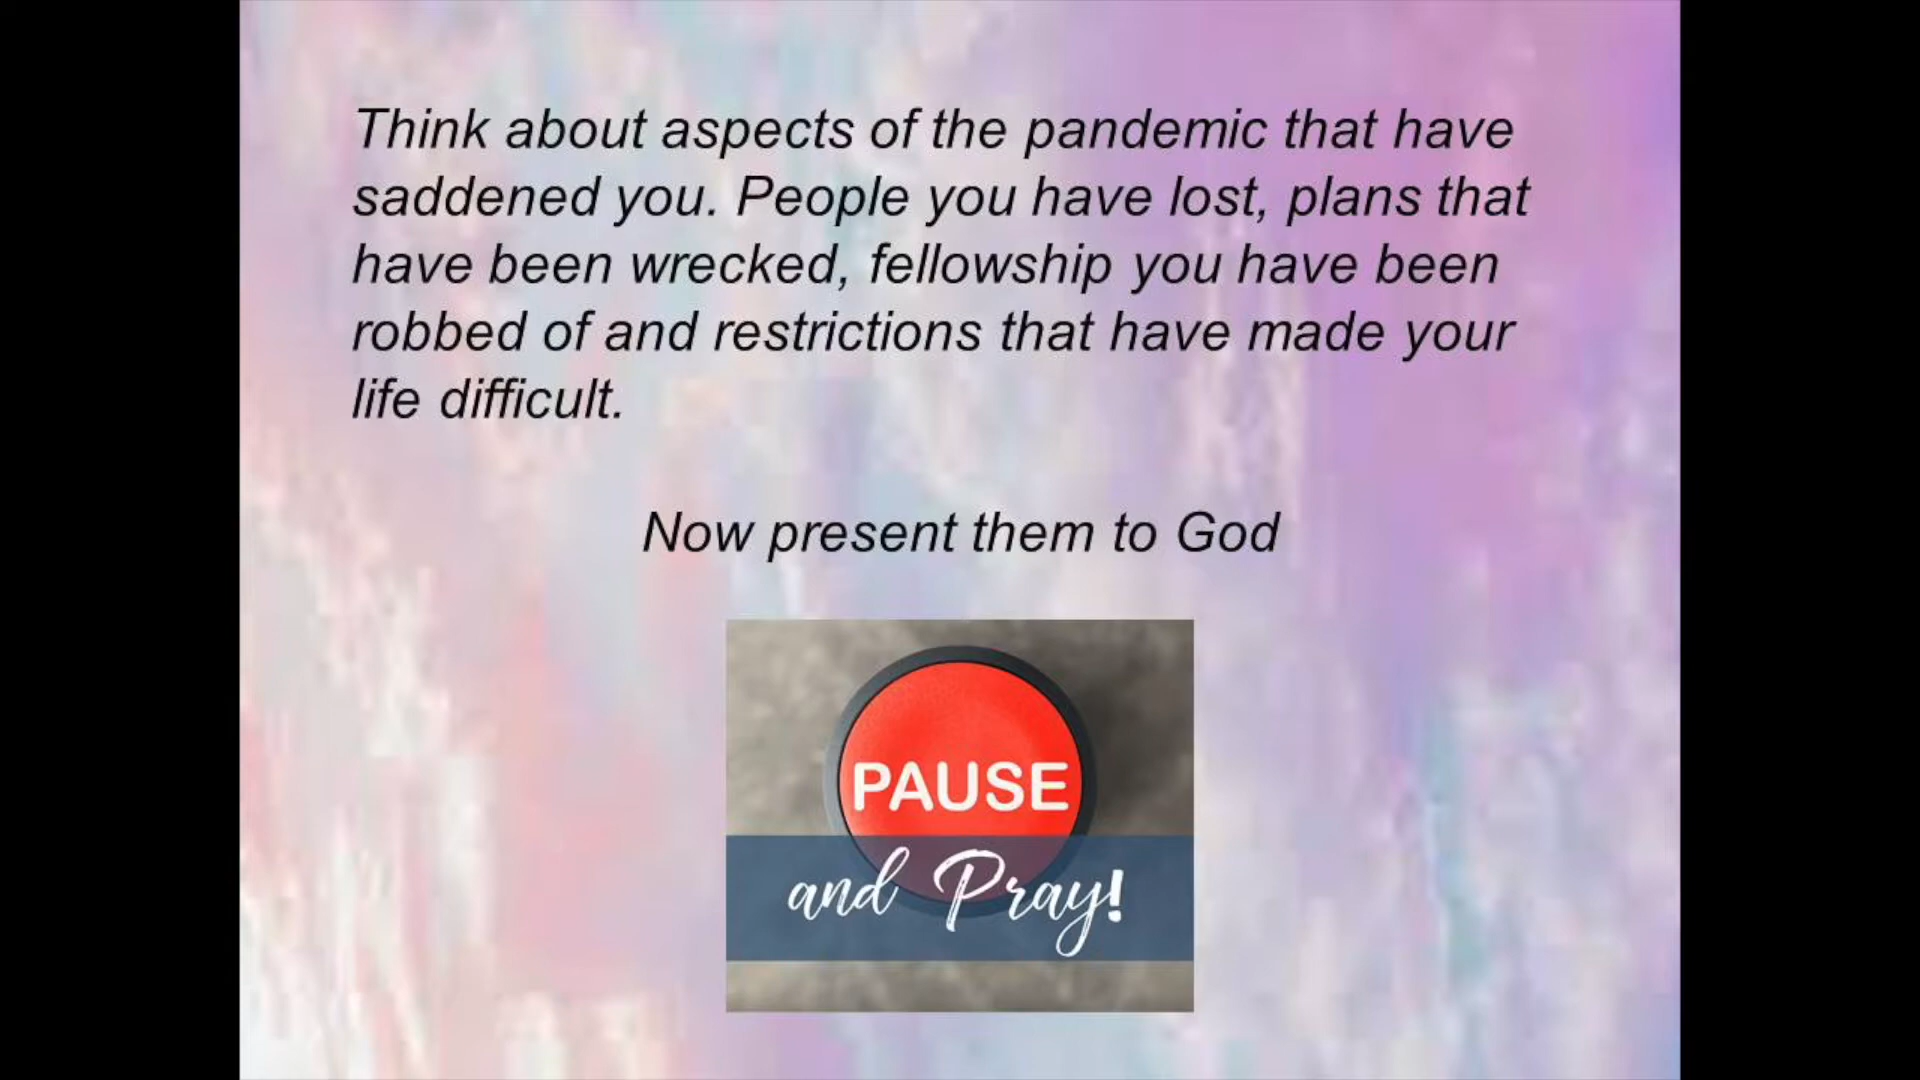 Think about aspects of the pandemic that have
saddened you. People you have lost, plans that
have been wrecked, fellowship you have been
robbed of and restrictions that have made your
life difficult.
Now present them to God
PAUSE
and Pray!